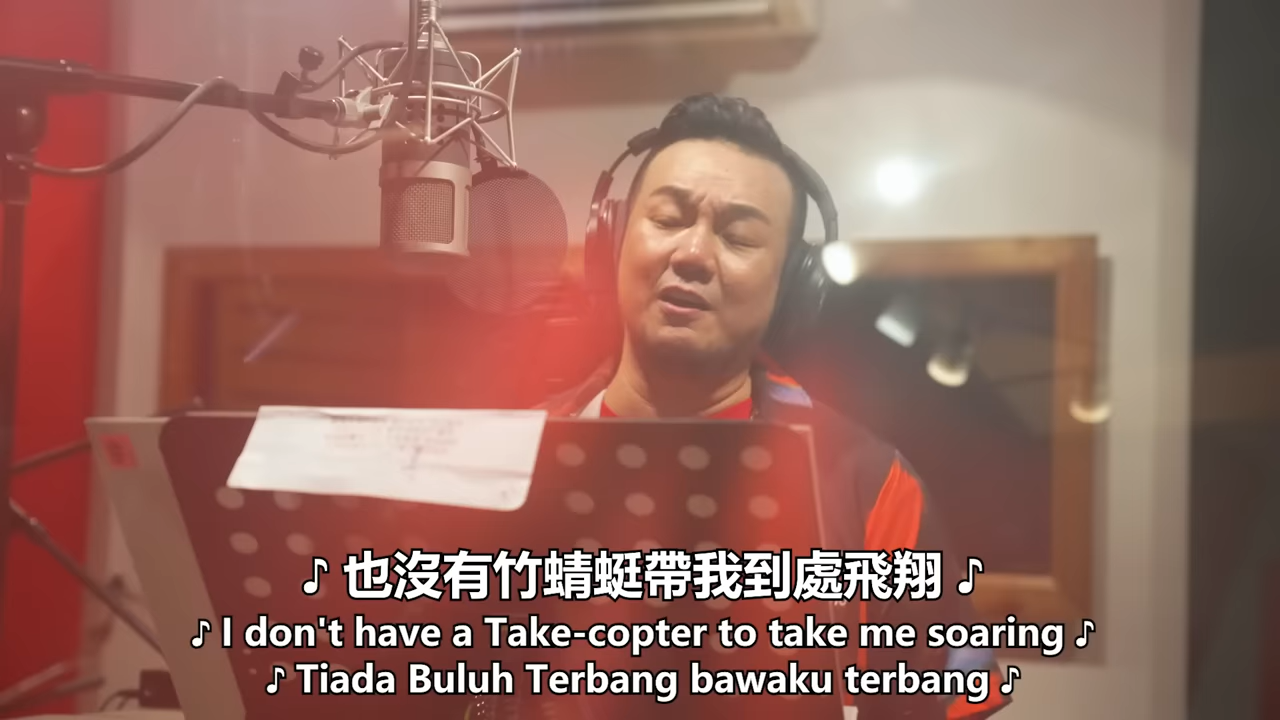 ♪ 也沒有竹蜻蜓帶我到處飛翔 ♪
♪ I don't have a Take-copter to take me soaring ♪
♪ Tiada Buluh Terbang bawaku terbang ♪